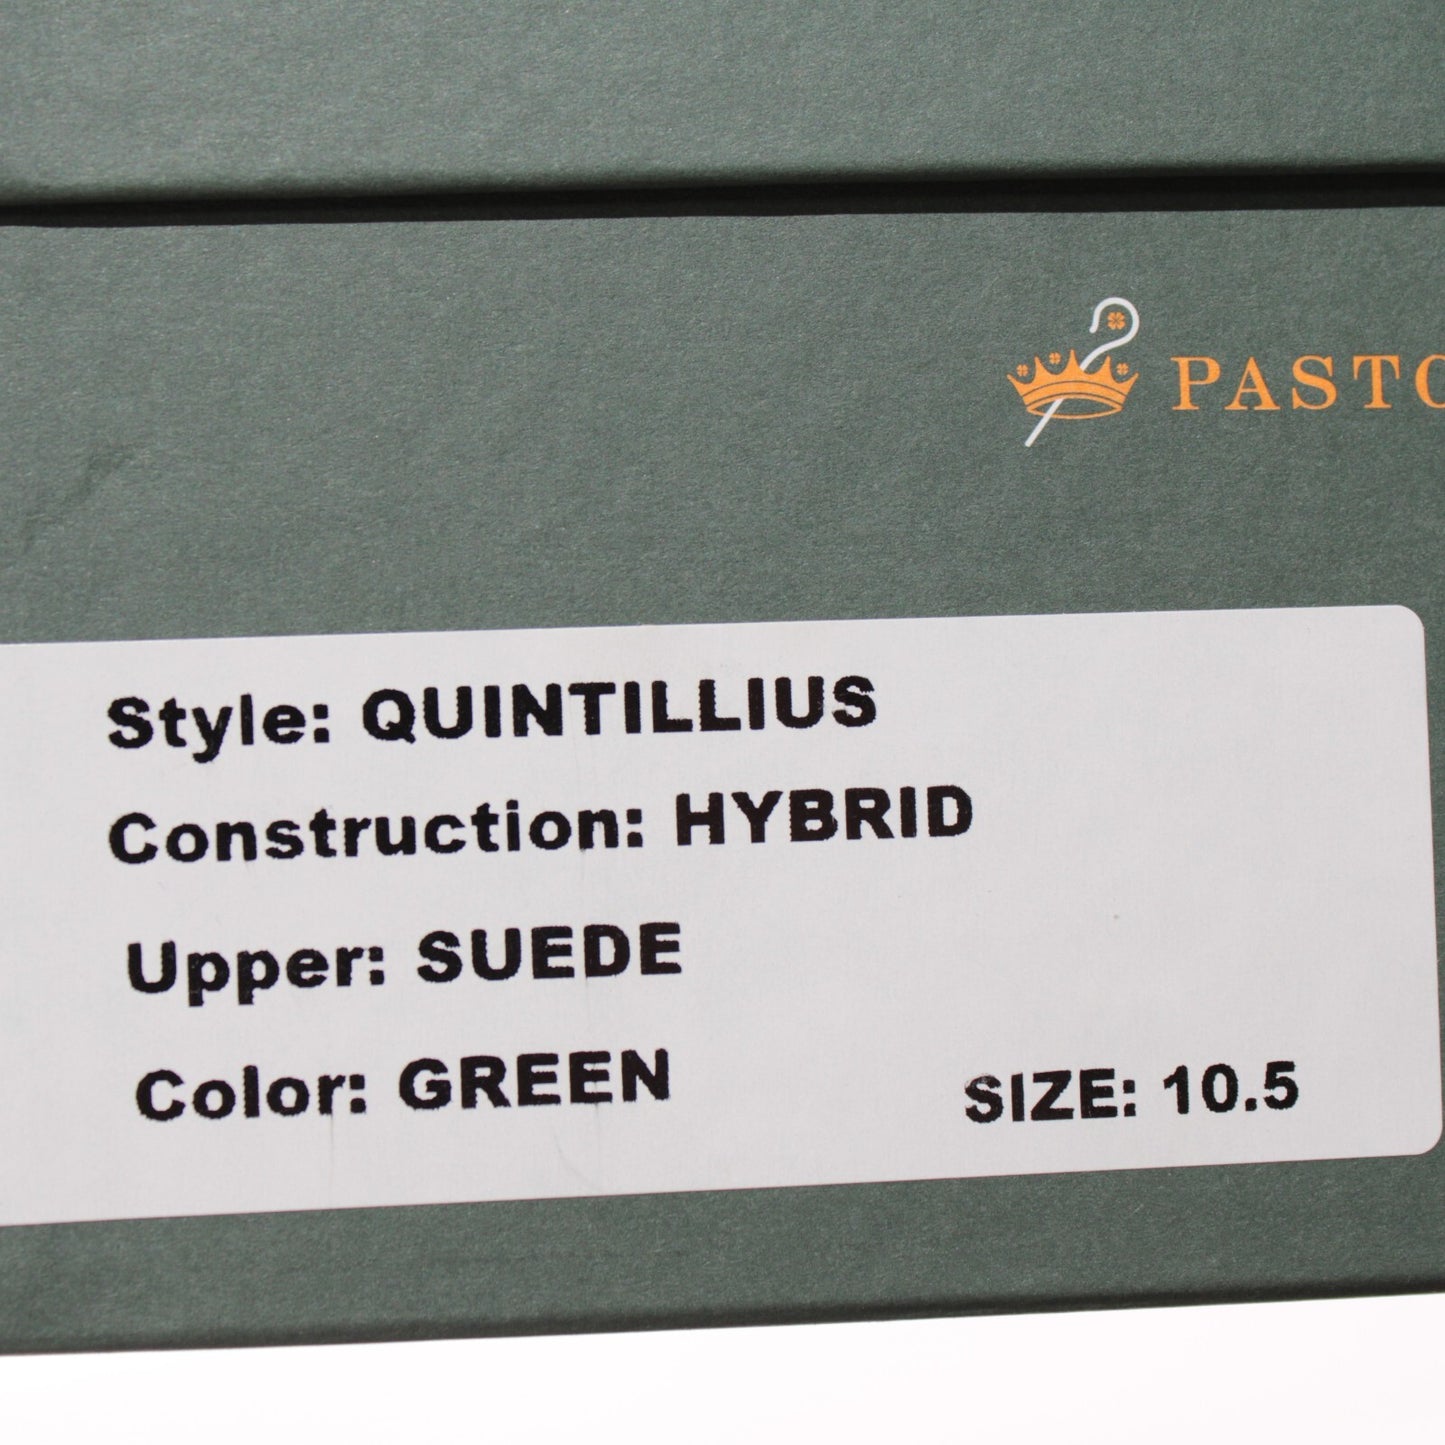 PASTO
Style: QUINTILLIUS
Construction: HYBRID
Upper: SUEDE
Color: GREEN
SIZE: 10.5